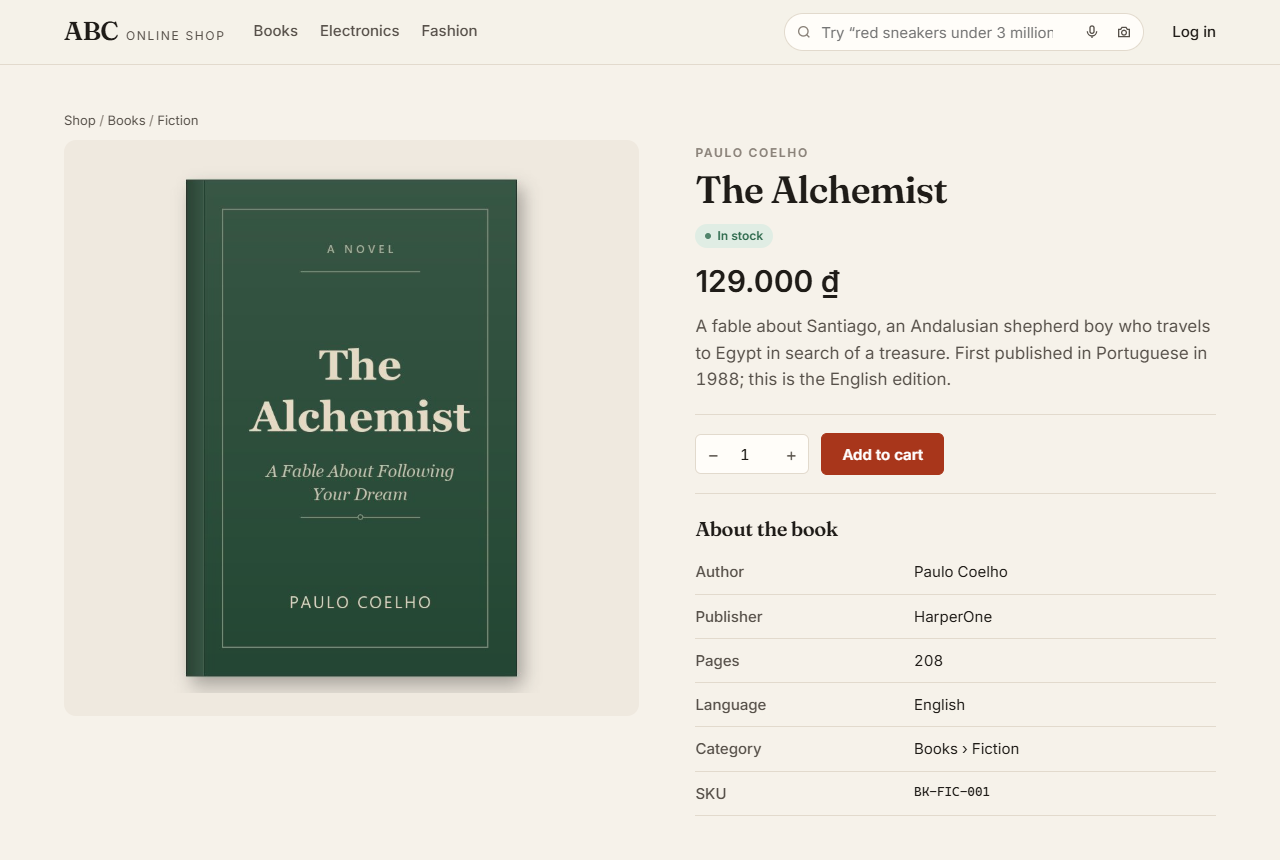 ABC ONLINE SHOP Books Electronics Fashion Try “red sneakers under 3 million Log in
Shop / Books / Fiction
A NOVEL
The
Alchemist
A Fable About Following
Your Dream
PAULO COELHO
PAULO COELHO
The Alchemist
In stock
129.000 ₫
A fable about Santiago, an Andalusian shepherd boy who travels
to Egypt in search of a treasure. First published in Portuguese in
1988; this is the English edition.
− 1 + Add to cart
About the book
Author Paulo Coelho
Publisher HarperOne
Pages 208
Language English
Category Books › Fiction
SKU BK-FIC-001